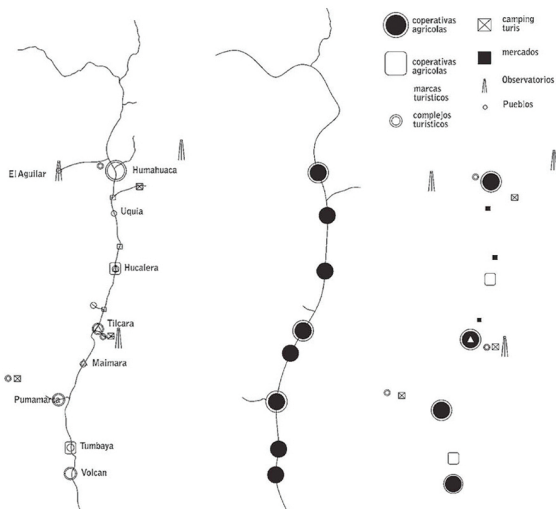 coperativas
agricolas
camping
turis
coperativas
agricolas
mercados
marcas
turisticos
Observatorios
complejos
turisticos
Pueblos
El Aguilar
Humahuaca
Uquia
Hucalera
Tilcara
Maimara
Pumamarca
Tumbaya
Volcan